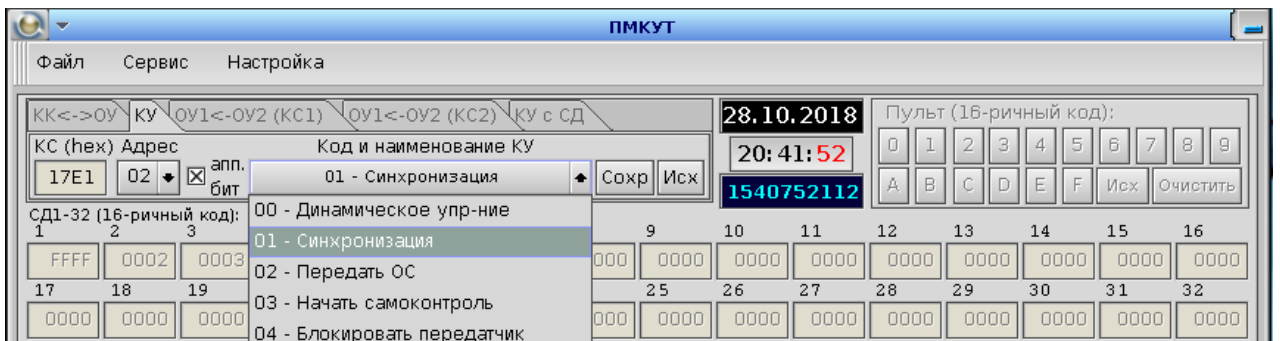 ПМКУТ
Файл Сервис Настройка
КК<->ОУ КУ ОУ1<-ОУ2 (КС1) ОУ1<-ОУ2 (КС2) КУ с СД
28.10.2018
Пульт (16-ричный код):
КС (hex) Адрес Код и наименование КУ
20:41:52
0 1 2 3 4 5 6 7 8 9
17E1 02 апп. бит 01 - Синхронизация Сохр Исх
1540752112
A B C D E F Исх Очистить
СД1-32 (16-ричный код):
00 - Динамическое упр-ние
01 - Синхронизация
02 - Передать ОС
03 - Начать самоконтроль
04 - Блокировать передатчик
1 2 3 9 10 11 12 13 14 15 16
FFFF 0002 0003 000 0000 0000 0000 0000 0000 0000 0000 0000
17 18 19 25 26 27 28 29 30 31 32
0000 0000 0000 000 0000 0000 0000 0000 0000 0000 0000 0000